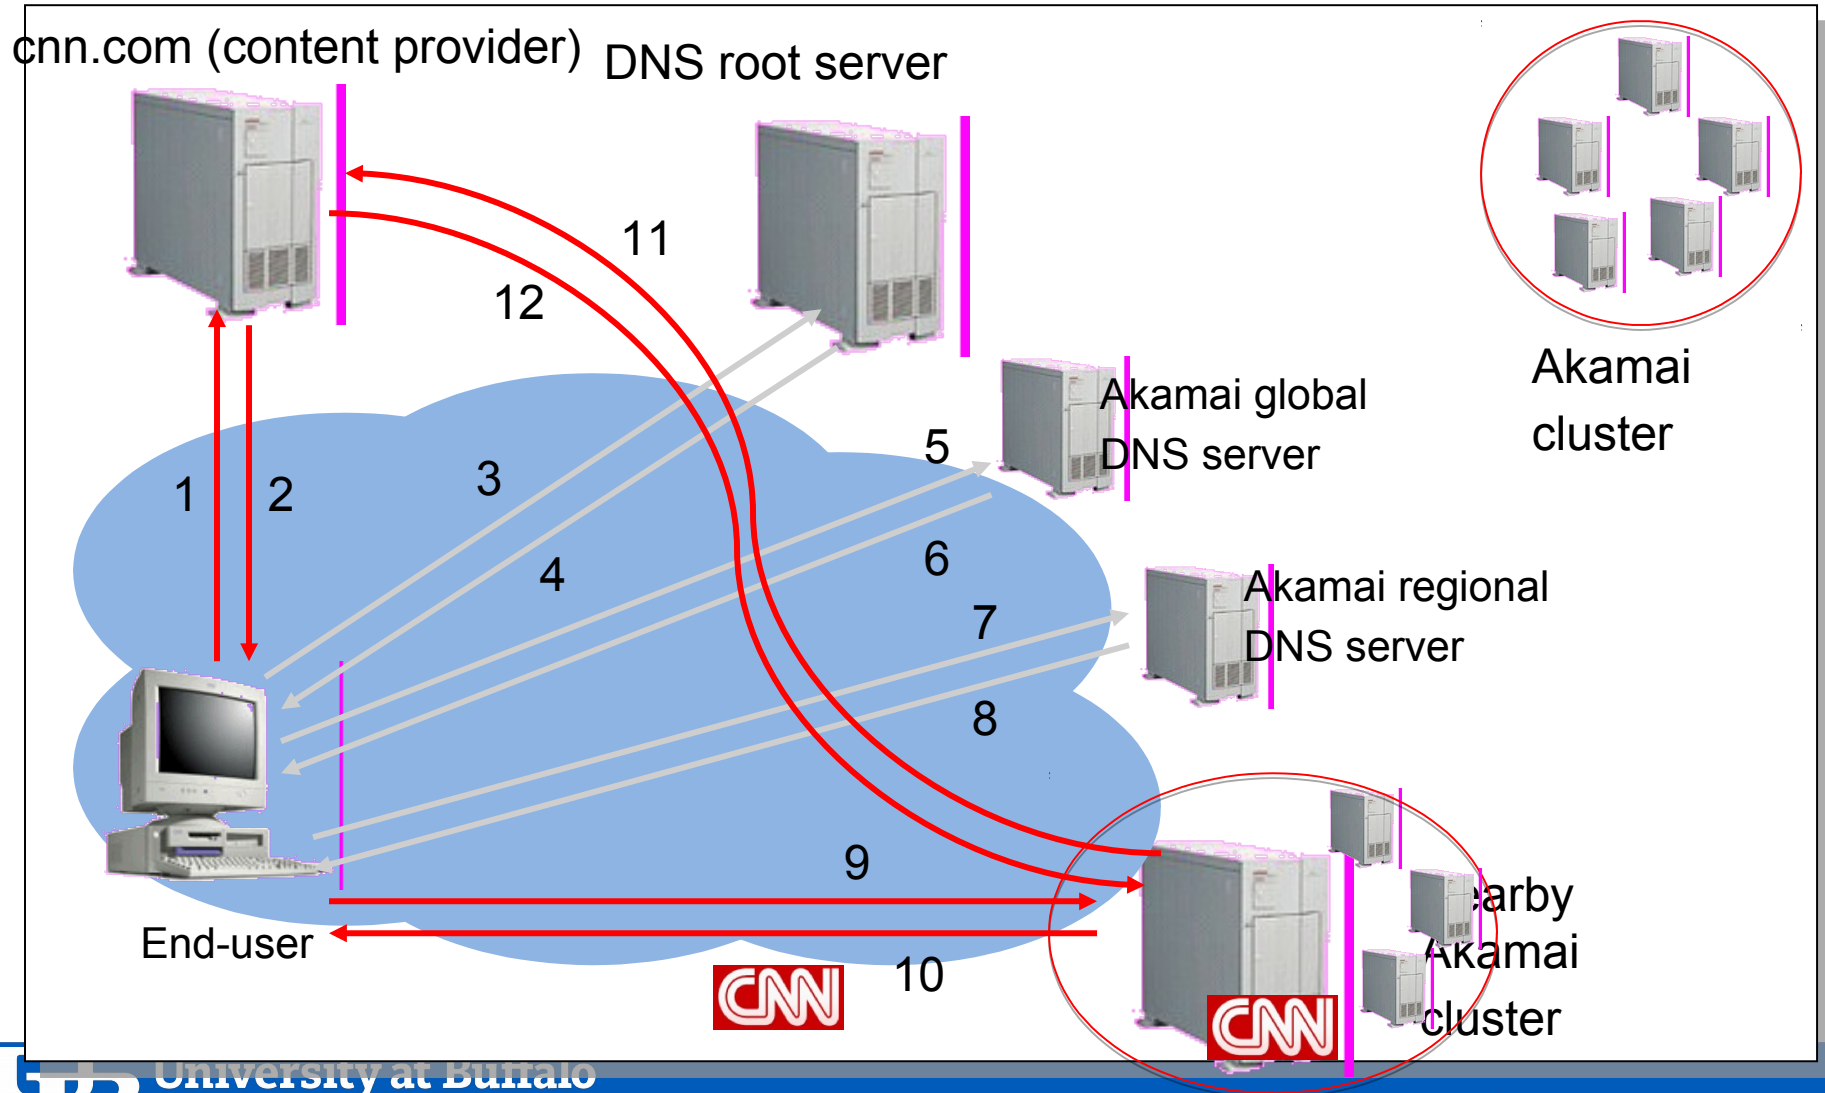 cnn.com (content provider)
DNS root server
11
12
Akamai
cluster
Akamai global
DNS server
1
2
3
4
5
6
7
8
Akamai regional
DNS server
9
10
End-user
CNN
CNN
Akamai
cluster
University at Buffalo